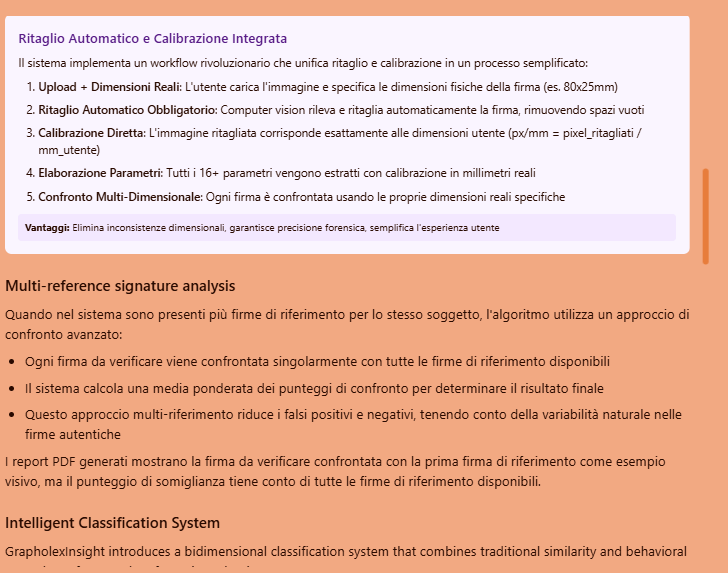 Ritaglio Automatico e Calibrazione Integrata
Il sistema implementa un workflow rivoluzionario che unifica ritaglio e calibrazione in un processo semplificato:
1. Upload + Dimensioni Reali: L'utente carica l'immagine e specifica le dimensioni fisiche della firma (es. 80x25mm)
2. Ritaglio Automatico Obbligatorio: Computer vision rileva e ritaglia automaticamente la firma, rimuovendo spazi vuoti
3. Calibrazione Diretta: L'immagine ritagliata corrisponde esattamente alle dimensioni utente (px/mm = pixel_ritagliati /
mm_utente)
4. Elaborazione Parametri: Tutti i 16+ parametri vengono estratti con calibrazione in millimetri reali
5. Confronto Multi-Dimensionale: Ogni firma è confrontata usando le proprie dimensioni reali specifiche
Vantaggi: Elimina inconsistenze dimensionali, garantisce precisione forensica, semplifica l'esperienza utente
Multi-reference signature analysis
Quando nel sistema sono presenti più firme di riferimento per lo stesso soggetto, l'algoritmo utilizza un approccio di
confronto avanzato:
• Ogni firma da verificare viene confrontata singolarmente con tutte le firme di riferimento disponibili
• Il sistema calcola una media ponderata dei punteggi di confronto per determinare il risultato finale
• Questo approccio multi-riferimento riduce i falsi positivi e negativi, tenendo conto della variabilità naturale nelle
firme autentiche
I report PDF generati mostrano la firma da verificare confrontata con la prima firma di riferimento come esempio
visivo, ma il punteggio di somiglianza tiene conto di tutte le firme di riferimento disponibili.
Intelligent Classification System
GrapholexInsight introduces a bidimensional classification system that combines traditional similarity and behavioral